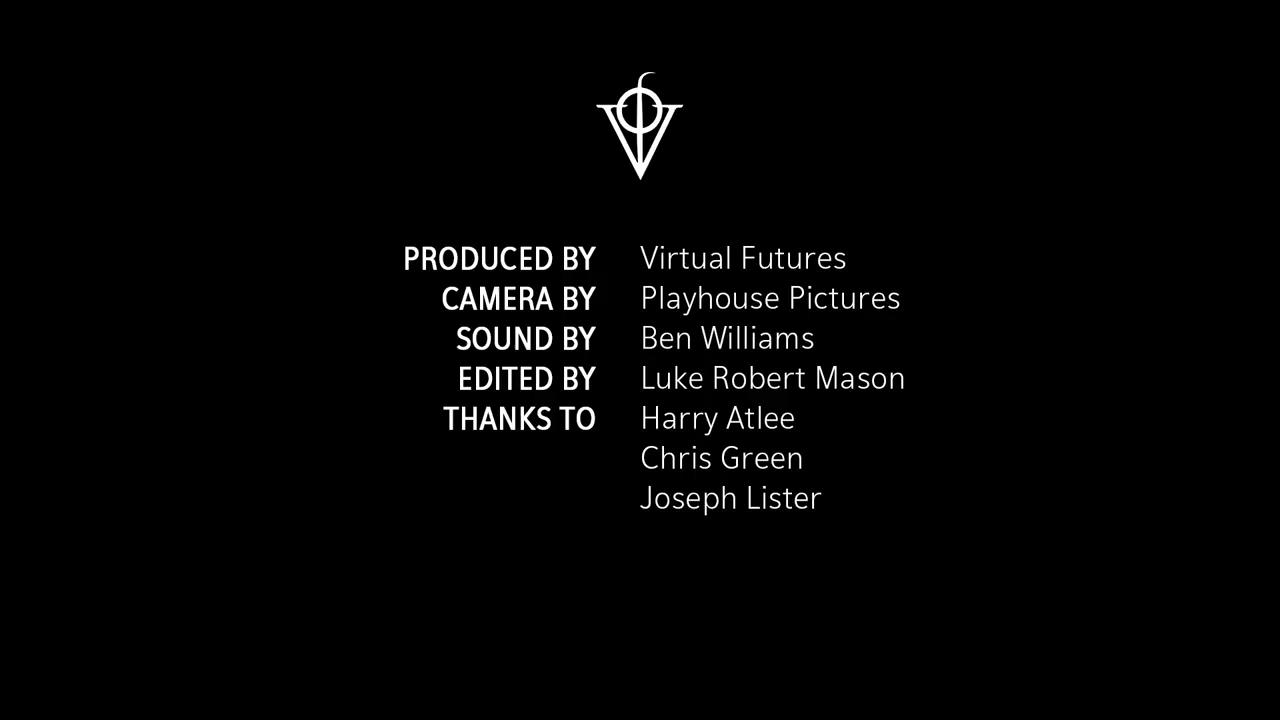 PRODUCED BY Virtual Futures
CAMERA BY Playhouse Pictures
SOUND BY Ben Williams
EDITED BY Luke Robert Mason
THANKS TO Harry Atlee
Chris Green
Joseph Lister